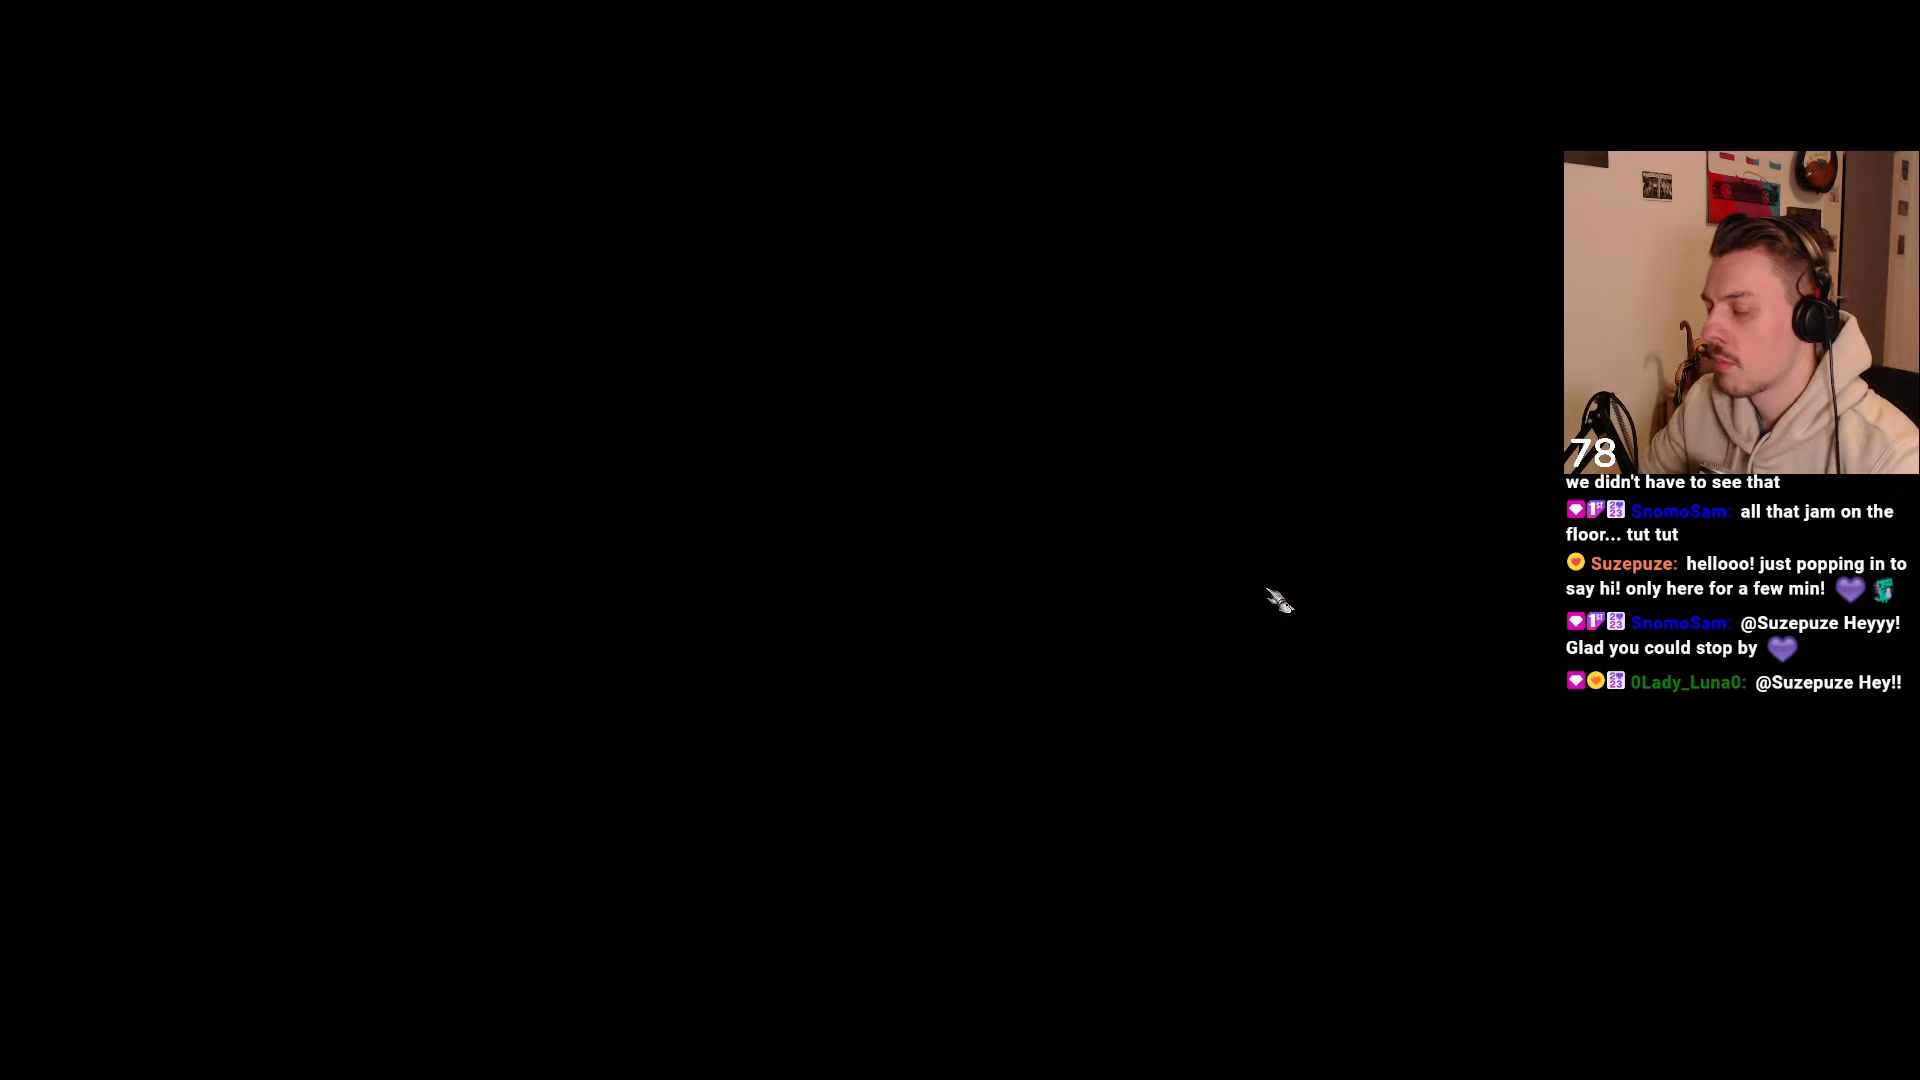 78
we didn't have to see that
SnomoSam: all that jam on the
floor... tut tut
Suzepuze: hellooo! just popping in to
say hi! only here for a few min!
SnomoSam: @Suzepuze Heyyy!
Glad you could stop by
0Lady_Luna0: @Suzepuze Hey!!